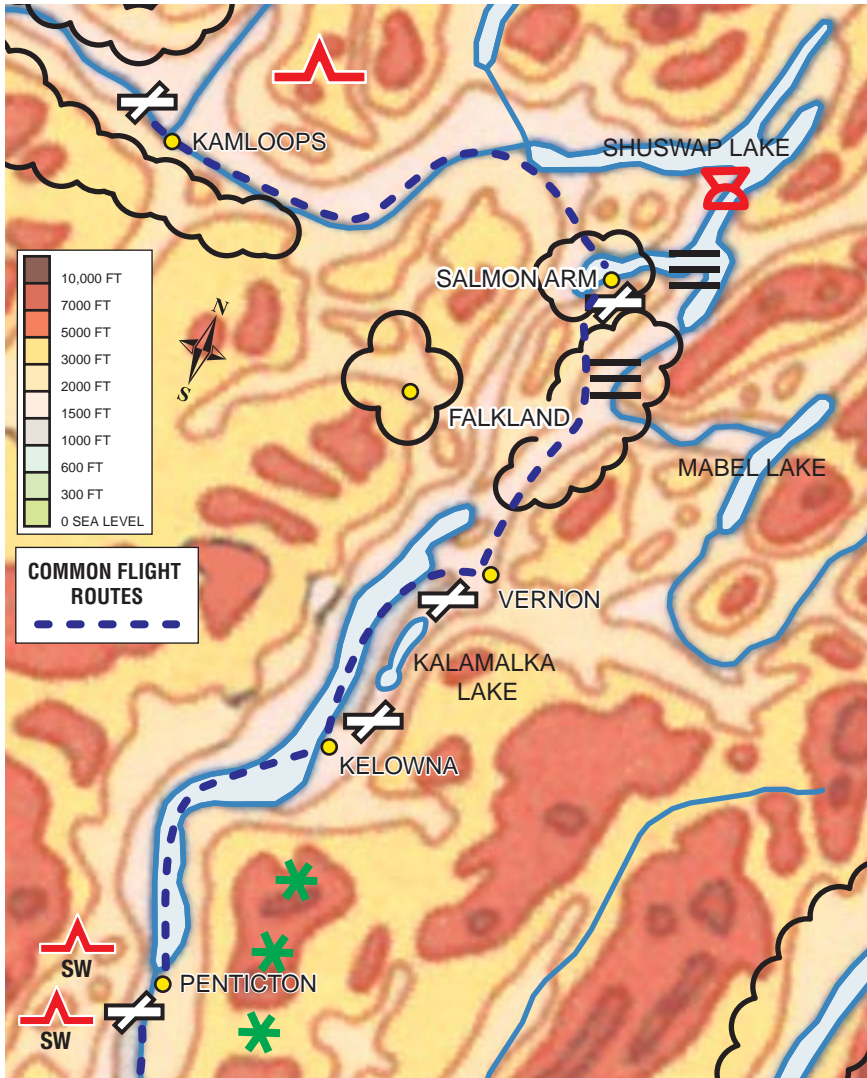 KAMLOOPS
SHUSWAP LAKE
SALMON ARM
10,000 FT
7000 FT
5000 FT
3000 FT
2000 FT
1500 FT
1000 FT
600 FT
300 FT
0 SEA LEVEL
N
S
FALKLAND
MABEL LAKE
COMMON FLIGHT
ROUTES
VERNON
KALAMALKA
LAKE
KELOWNA
SW
PENTICTON
SW